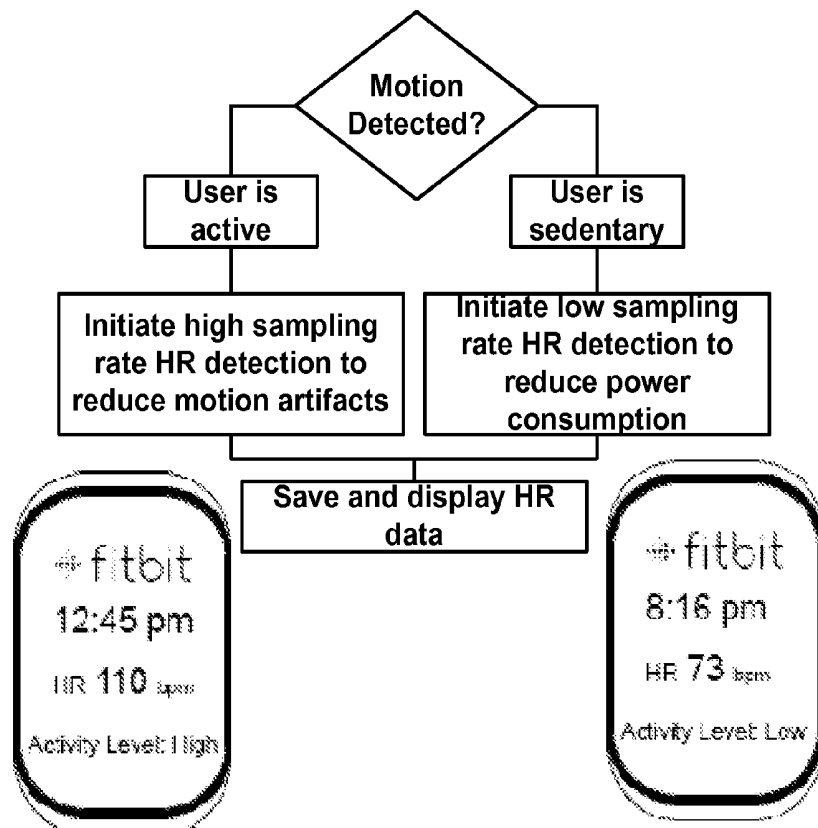 Motion
Detected?
User is
active
User is
sedentary
Initiate high sampling
rate HR detection to
reduce motion artifacts
Initiate low sampling
rate HR detection to
reduce power
consumption
Save and display HR
data
fitbit
12:45 pm
HR 110 bpm
Activity Level: High
fitbit
8:16 pm
HR 73 bpm
Activity Level: Low